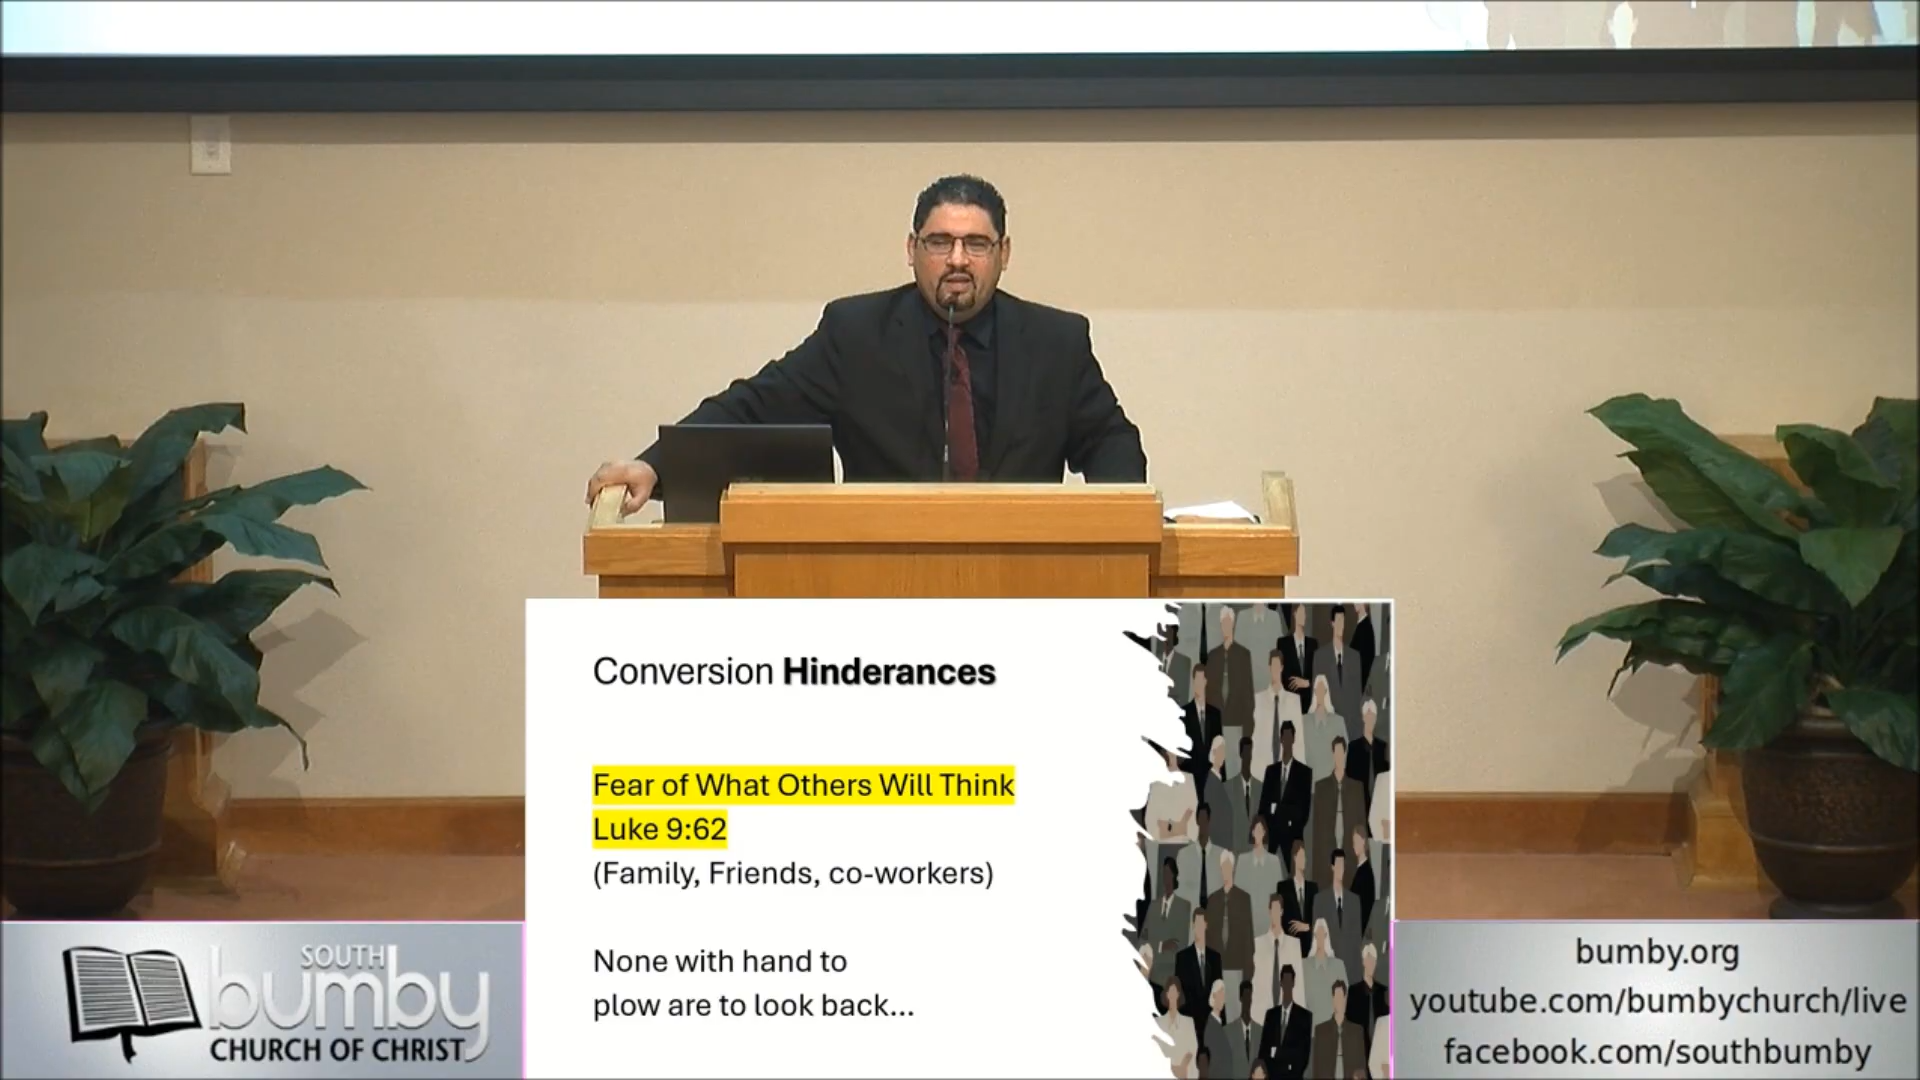 Conversion Hinderances
Fear of What Others Will Think
Luke 9:62
(Family, Friends, co-workers)
None with hand to
plow are to look back...
SOUTH
bumby
CHURCH OF CHRIST
bumby.org
youtube.com/bumbychurch/live
facebook.com/southbumby